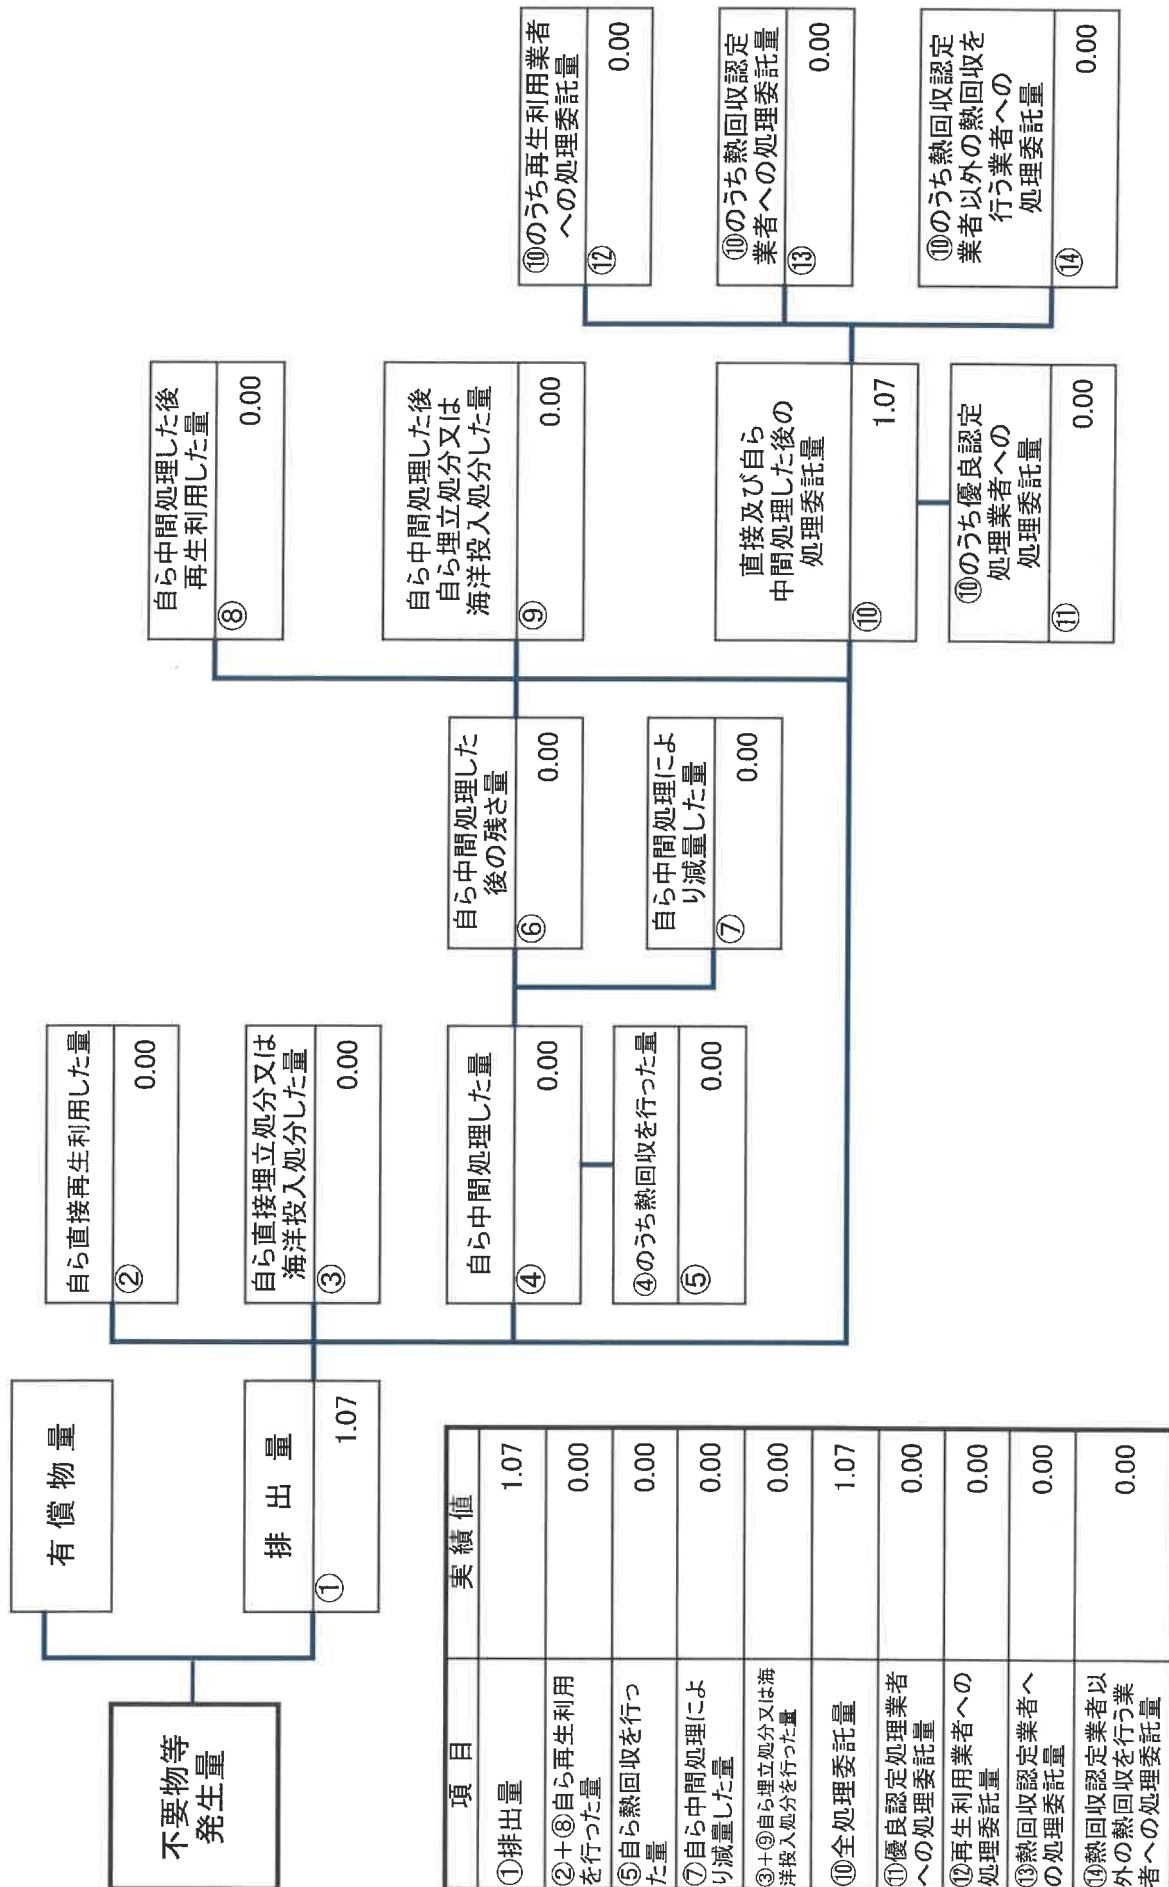 不要物等
発生量
有償物量
排出量
①
1.07
自ら直接再生利用した量
②
0.00
自ら直接埋立処分又は
海洋投入処分した量
③
0.00
自ら中間処理した量
④
0.00
④のうち熱回収を行った量
⑤
0.00
自ら中間処理した
後の残さ量
⑥
0.00
自ら中間処理によ
り減量した量
⑦
0.00
自ら中間処理した後
再生利用した量
⑧
0.00
自ら中間処理した後
自ら埋立処分又は
海洋投入処分した量
⑨
0.00
直接及び自ら
中間処理した後の
処理委託量
⑩
1.07
⑩のうち優良認定
処理業者への
処理委託量
⑪
0.00
⑩のうち再生利用業者
への処理委託量
⑫
0.00
⑩のうち熱回収認定
業者への処理委託量
⑬
0.00
⑩のうち熱回収認定
業者以外の熱回収を
行う業者への
処理委託量
⑭
0.00
項目 実績値
①排出量 1.07
②+⑧自ら再生利用
を行った量 0.00
⑤自ら熱回収を行っ
た量 0.00
⑦自ら中間処理によ
り減量した量 0.00
③+⑨自ら埋立処分又は海
洋投入処分を行った量 0.00
⑩全処理委託量 1.07
⑪優良認定処理業者
への処理委託量 0.00
⑫再生利用業者への
処理委託量 0.00
⑬熱回収認定業者へ
の処理委託量 0.00
⑭熱回収認定業者以
外の熱回収を行う業
者への処理委託量 0.00